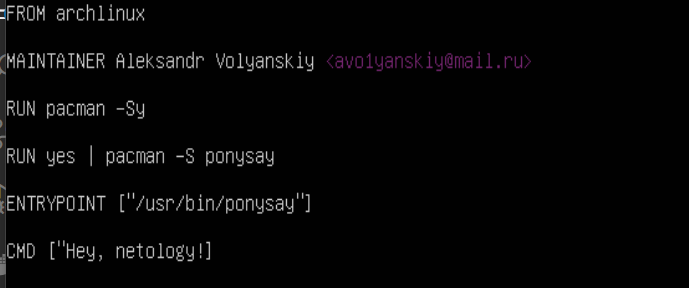 FROM archlinux
MAINTAINER Aleksandr Volyanskiy <avo1yanskiy@mail.ru>
RUN pacman -Sy
RUN yes | pacman -S ponysay
ENTRYPOINT ["/usr/bin/ponysay"]
CMD ["Hey, netology!]